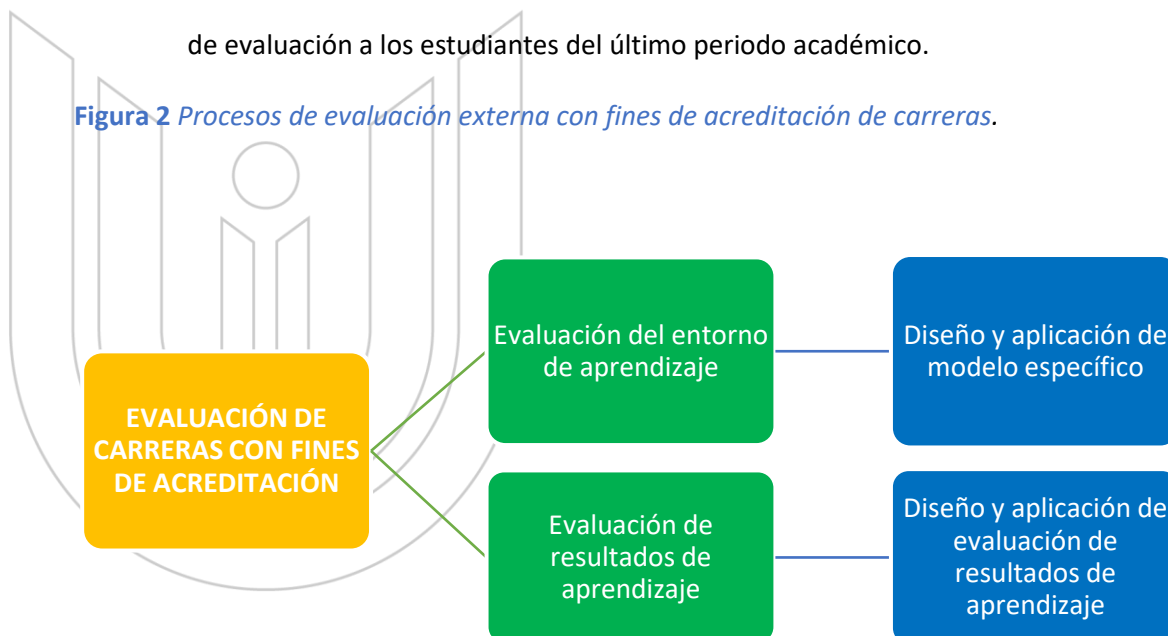 de evaluación a los estudiantes del último periodo académico.
Figura 2 Procesos de evaluación externa con fines de acreditación de carreras.
EVALUACIÓN DE
CARRERAS CON FINES
DE ACREDITACIÓN
Evaluación del entorno
de aprendizaje
Diseño y aplicación de
modelo específico
Evaluación de
resultados de
aprendizaje
Diseño y aplicación de
evaluación de
resultados de
aprendizaje